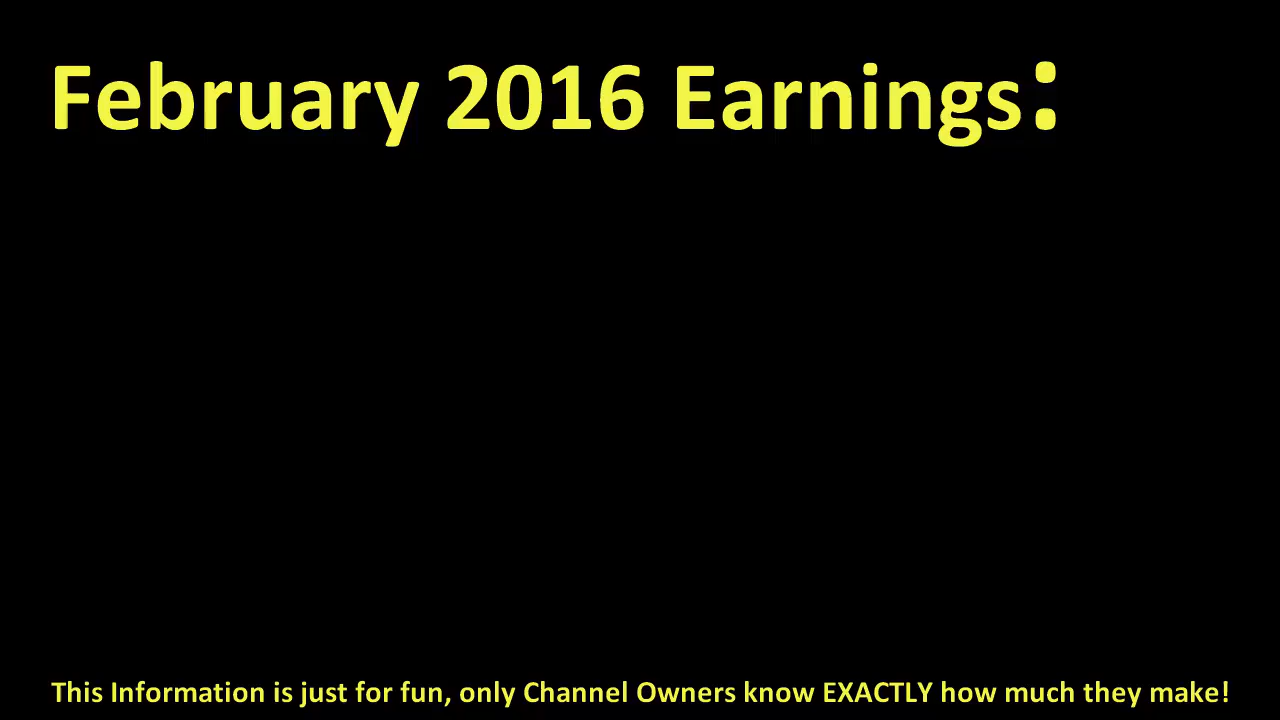 February 2016 Earnings:
This Information is just for fun, only Channel Owners know EXACTLY how much they make!